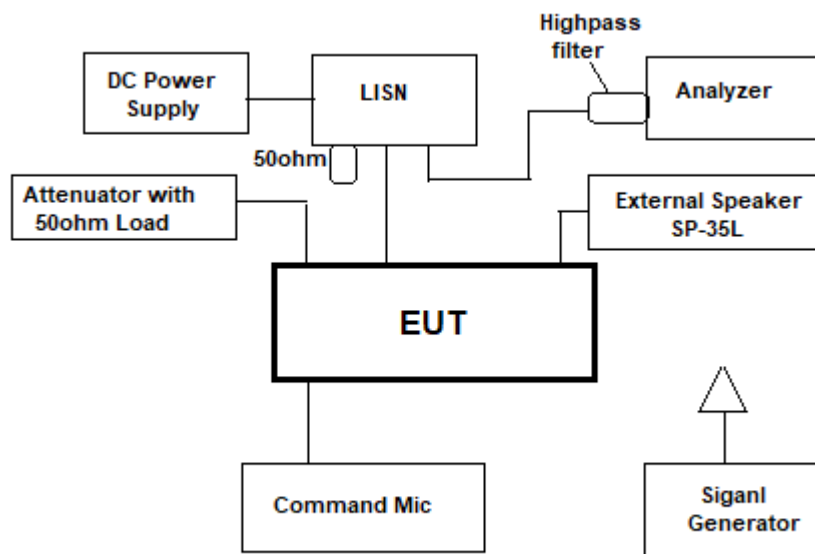 Highpass
filter
DC Power
Supply
LISN
Analyzer
50ohm
Attenuator with
50ohm Load
External Speaker
SP-35L
EUT
Command Mic
Siganl
Generator